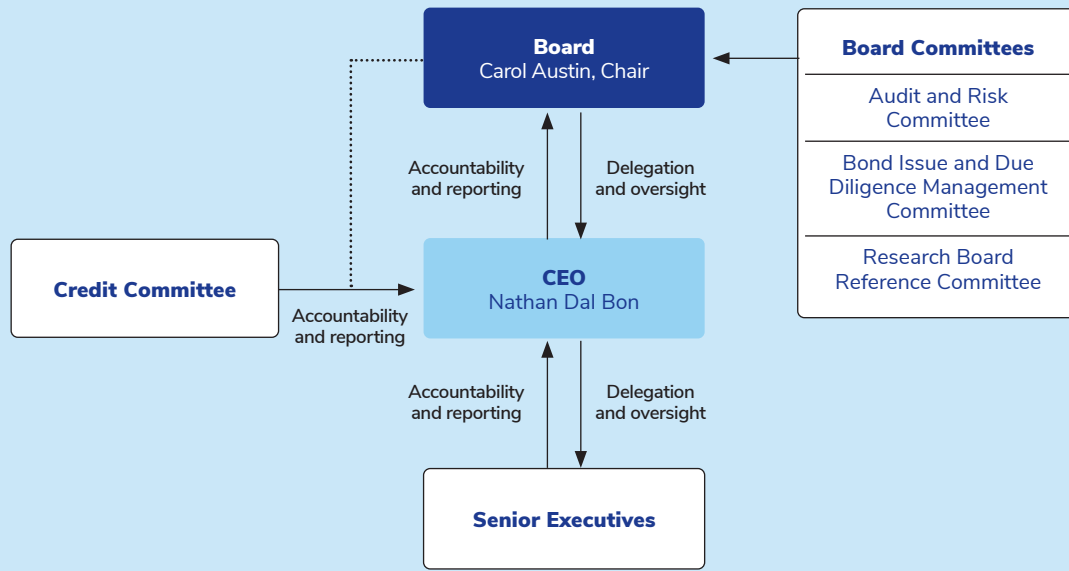 Board
Carol Austin, Chair
Board Committees
Audit and Risk
Committee
Bond Issue and Due
Diligence Management
Committee
Research Board
Reference Committee
Accountability
and reporting
Delegation
and oversight
Credit Committee
Accountability
and reporting
CEO
Nathan Dal Bon
Accountability
and reporting
Delegation
and oversight
Senior Executives